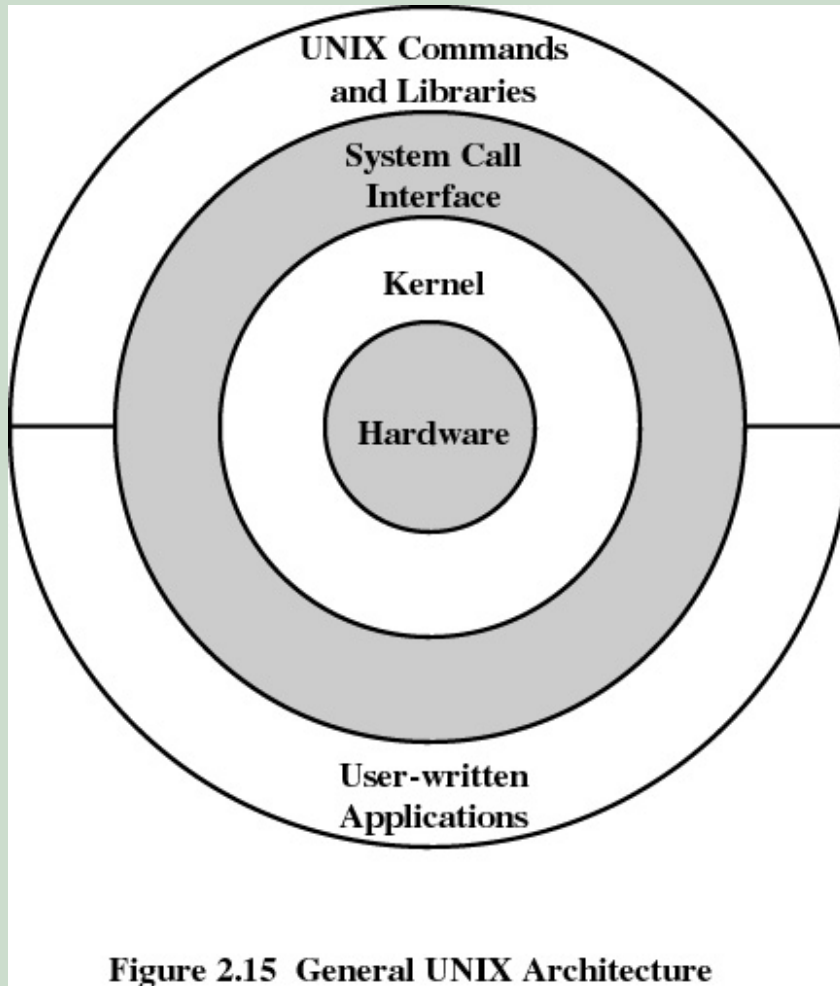 UNIX Commands
and Libraries
System Call
Interface
Kernel
Hardware
User-written
Applications
Figure 2.15 General UNIX Architecture